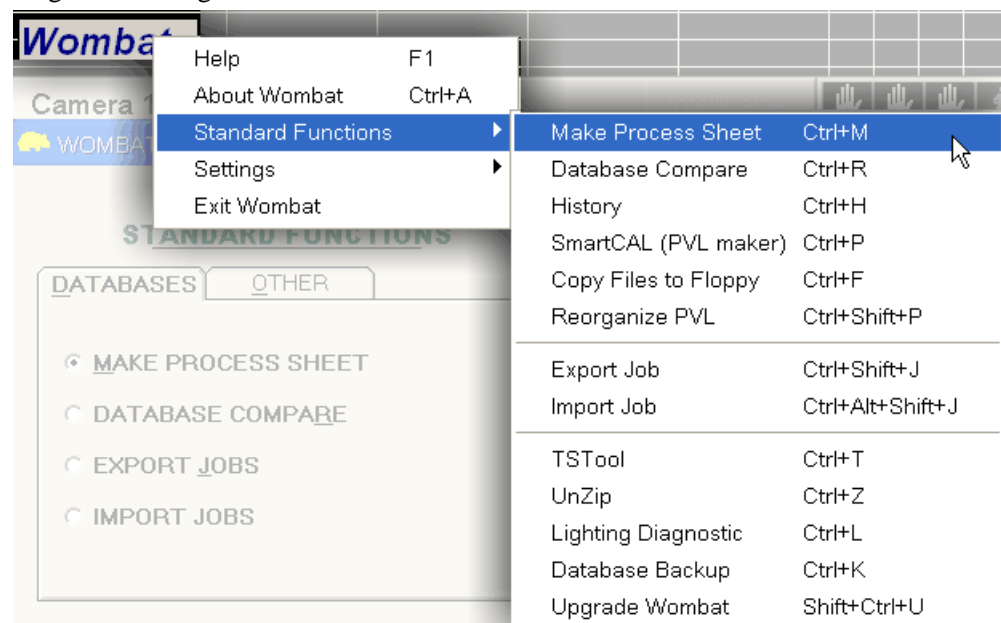 Wombat
Help F1
About Wombat Ctrl+A
Standard Functions
Settings
Exit Wombat
Camera 1
WOMBAT
Make Process Sheet Ctrl+M
Database Compare Ctrl+R
History Ctrl+H
SmartCAL (PVL maker) Ctrl+P
Copy Files to Floppy Ctrl+F
Reorganize PVL Ctrl+Shift+P
Export Job Ctrl+Shift+J
Import Job Ctrl+Alt+Shift+J
TSTool Ctrl+T
UnZip Ctrl+Z
Lighting Diagnostic Ctrl+L
Database Backup Ctrl+K
Upgrade Wombat Shift+Ctrl+U
STANDARD FUNCTIONS
DATABASES OTHER
MAKE PROCESS SHEET
DATABASE COMPARE
EXPORT JOBS
IMPORT JOBS